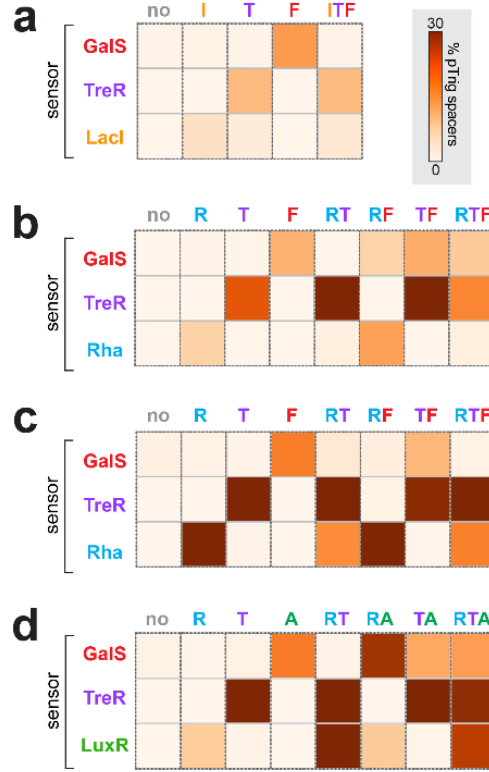 a
no I T F ITF
sensor
GalS
TreR
LacI
30
% pTrig spacers
0
b
no R T F RT RF TF RTF
sensor
GalS
TreR
Rha
c
no R T F RT RF TF RTF
sensor
GalS
TreR
Rha
d
no R T A RT RA TA RTA
sensor
GalS
TreR
LuxR